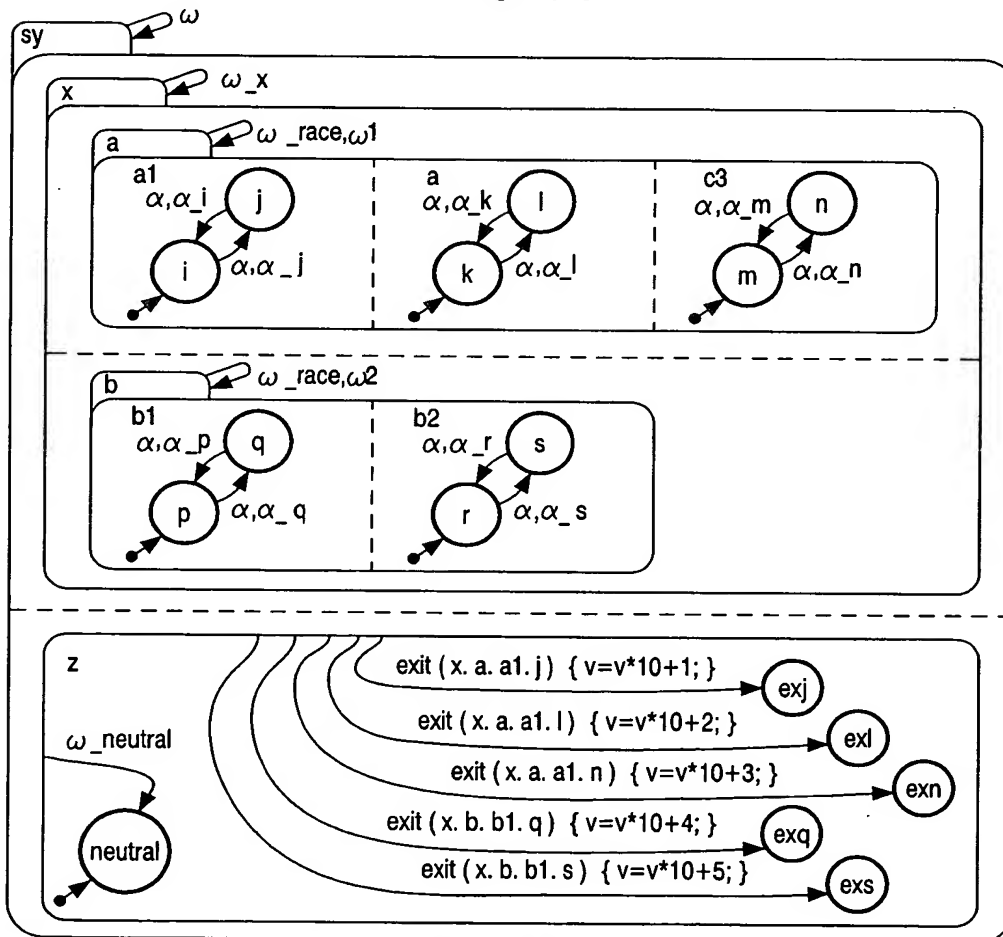 sy
ω
x
ω_x
a
ω_race,ω1
a1
α,α_i
j
i
α,α_j
a
α,α_k
l
k
α,α_l
c3
α,α_m
n
m
α,α_n
b
ω_race,ω2
b1
α,α_p
q
p
α,α_q
b2
α,α_r
s
r
α,α_s
z
exit ( x. a. a1. j ) { v=v*10+1; }
exj
exit ( x. a. a1. l ) { v=v*10+2; }
exl
ω_neutral
exit ( x. a. a1. n ) { v=v*10+3; }
exn
exit ( x. b. b1. q ) { v=v*10+4; }
exq
neutral
exit ( x. b. b1. s ) { v=v*10+5; }
exs